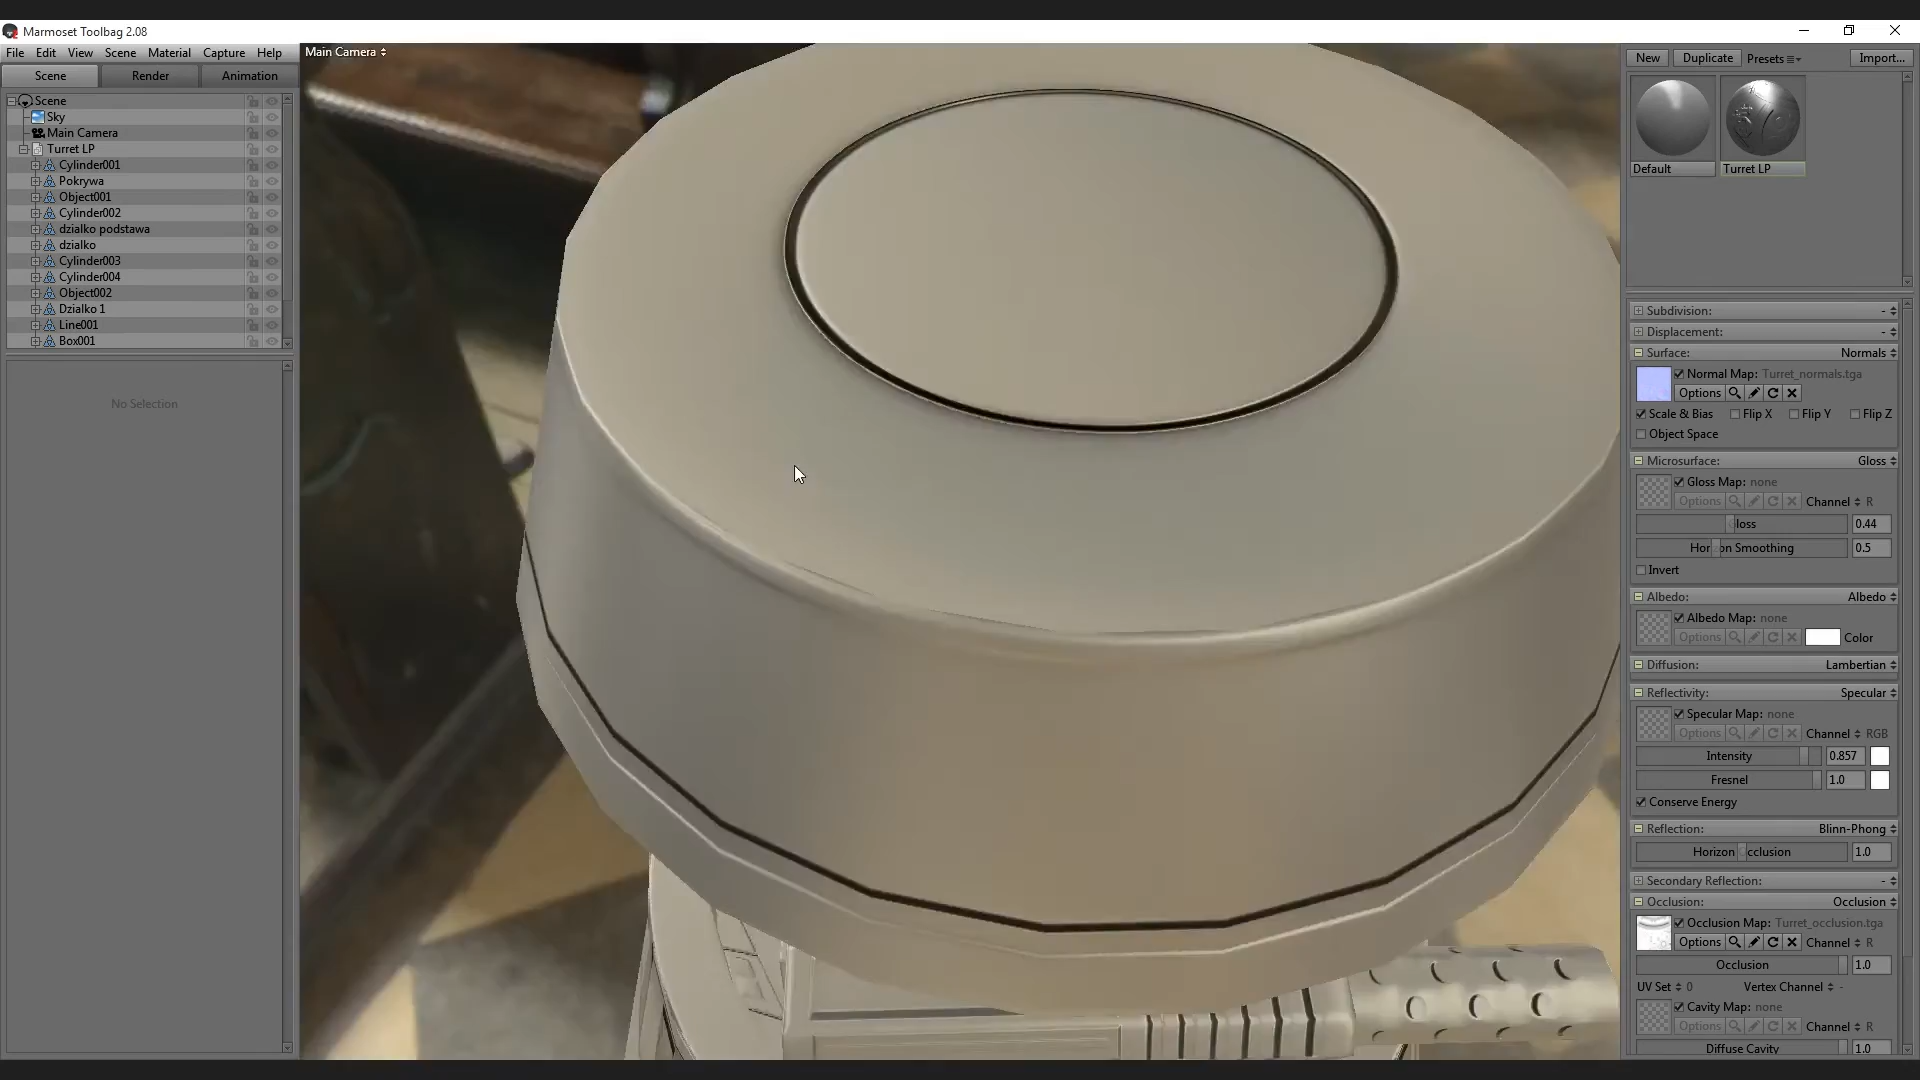 Marmoset Toolbag 2.08
File Edit View Scene Material Capture Help
Scene Render Animation
Scene
Sky
Main Camera
Turret LP
Cylinder001
Pokrywa
Object001
Cylinder002
dzialko podstawa
dzialko
Cylinder003
Cylinder004
Object002
Dzialko 1
Line001
Box001
No Selection
Main Camera
New Duplicate Presets Import...
Default Turret LP
Subdivision: -
Displacement: -
Surface: Normals
Normal Map: Turret_normals.tga
Options
Scale & Bias Flip X Flip Y Flip Z
Object Space
Microsurface: Gloss
Gloss Map: none
Options Channel R
loss 0.44
Hor on Smoothing 0.5
Invert
Albedo: Albedo
Albedo Map: none
Options Color
Diffusion: Lambertian
Reflectivity: Specular
Specular Map: none
Options Channel RGB
Intensity 0.857
Fresnel 1.0
Conserve Energy
Reflection: Blinn-Phong
Horizon cclusion 1.0
Secondary Reflection: -
Occlusion: Occlusion
Occlusion Map: Turret_occlusion.tga
Options Channel R
Occlusion 1.0
UV Set 0 Vertex Channel -
Cavity Map: none
Options Channel R
Diffuse Cavity 1.0